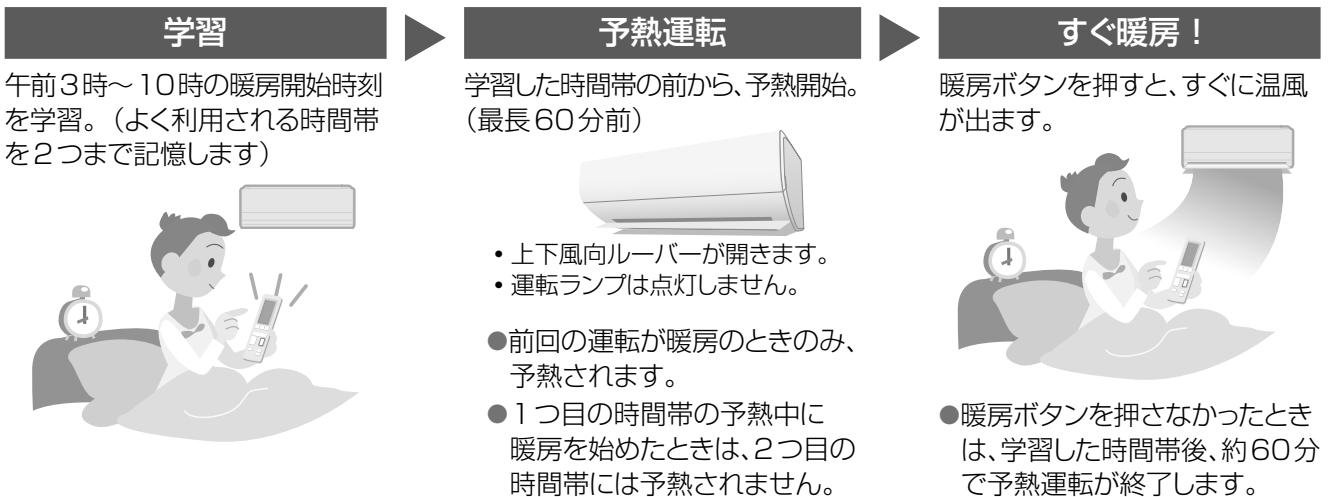 学習
午前3時～10時の暖房開始時刻
を学習。（よく利用される時間帯
を2つまで記憶します）
予熱運転
学習した時間帯の前から、予熱開始。
（最長60分前）
• 上下風向ルーバーが開きます。
• 運転ランプは点灯しません。
●前回の運転が暖房のときのみ、
予熱されます。
●1つ目の時間帯の予熱中に
暖房を始めたときは、2つ目の
時間帯には予熱されません。
すぐ暖房！
暖房ボタンを押すと、すぐに温風
が出ます。
●暖房ボタンを押さなかったとき
は、学習した時間帯後、約60分
で予熱運転が終了します。